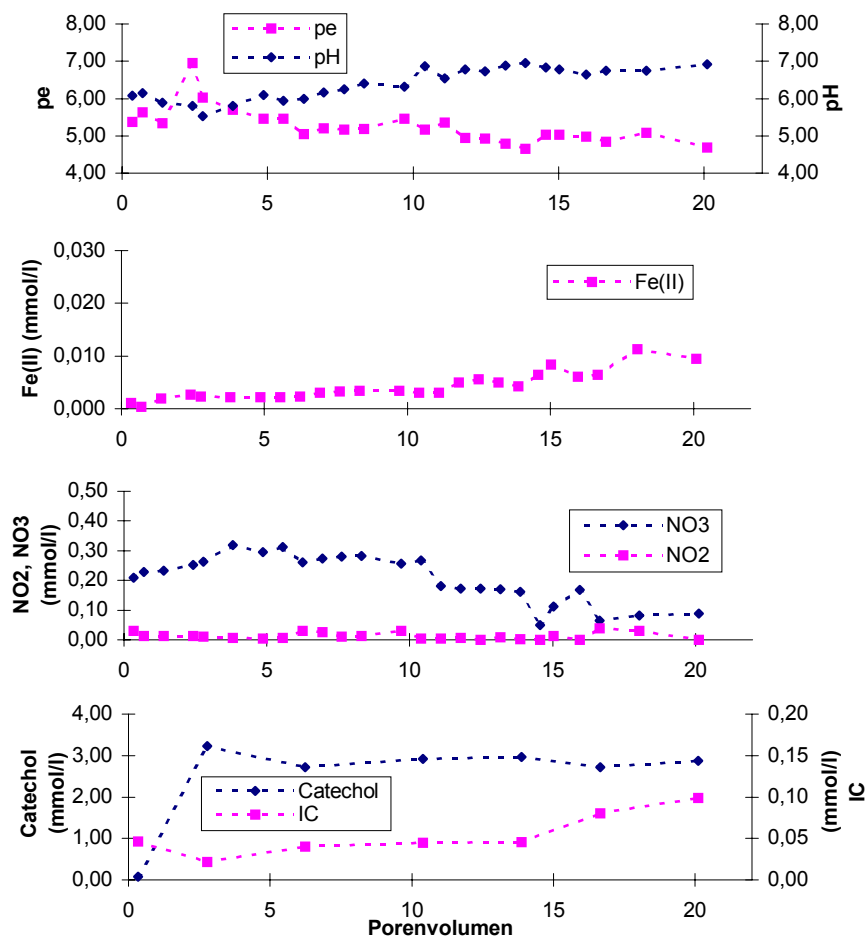 8,00
7,00
6,00
5,00
4,00
pe
pe
pH
8,00
7,00
6,00
5,00
4,00
pH
0 5 10 15 20
0,030
0,020
0,010
0,000
Fe(II) (mmol/l)
Fe(II)
0 5 10 15 20
0,50
0,40
0,30
0,20
0,10
0,00
NO2, NO3
(mmol/l)
NO3
NO2
0 5 10 15 20
4,00
3,00
2,00
1,00
0,00
Catechol
(mmol/l)
Catechol
IC
0,20
0,15
0,10
0,05
0,00
(mmol/l)
IC
0 5 10 15 20
Porenvolumen